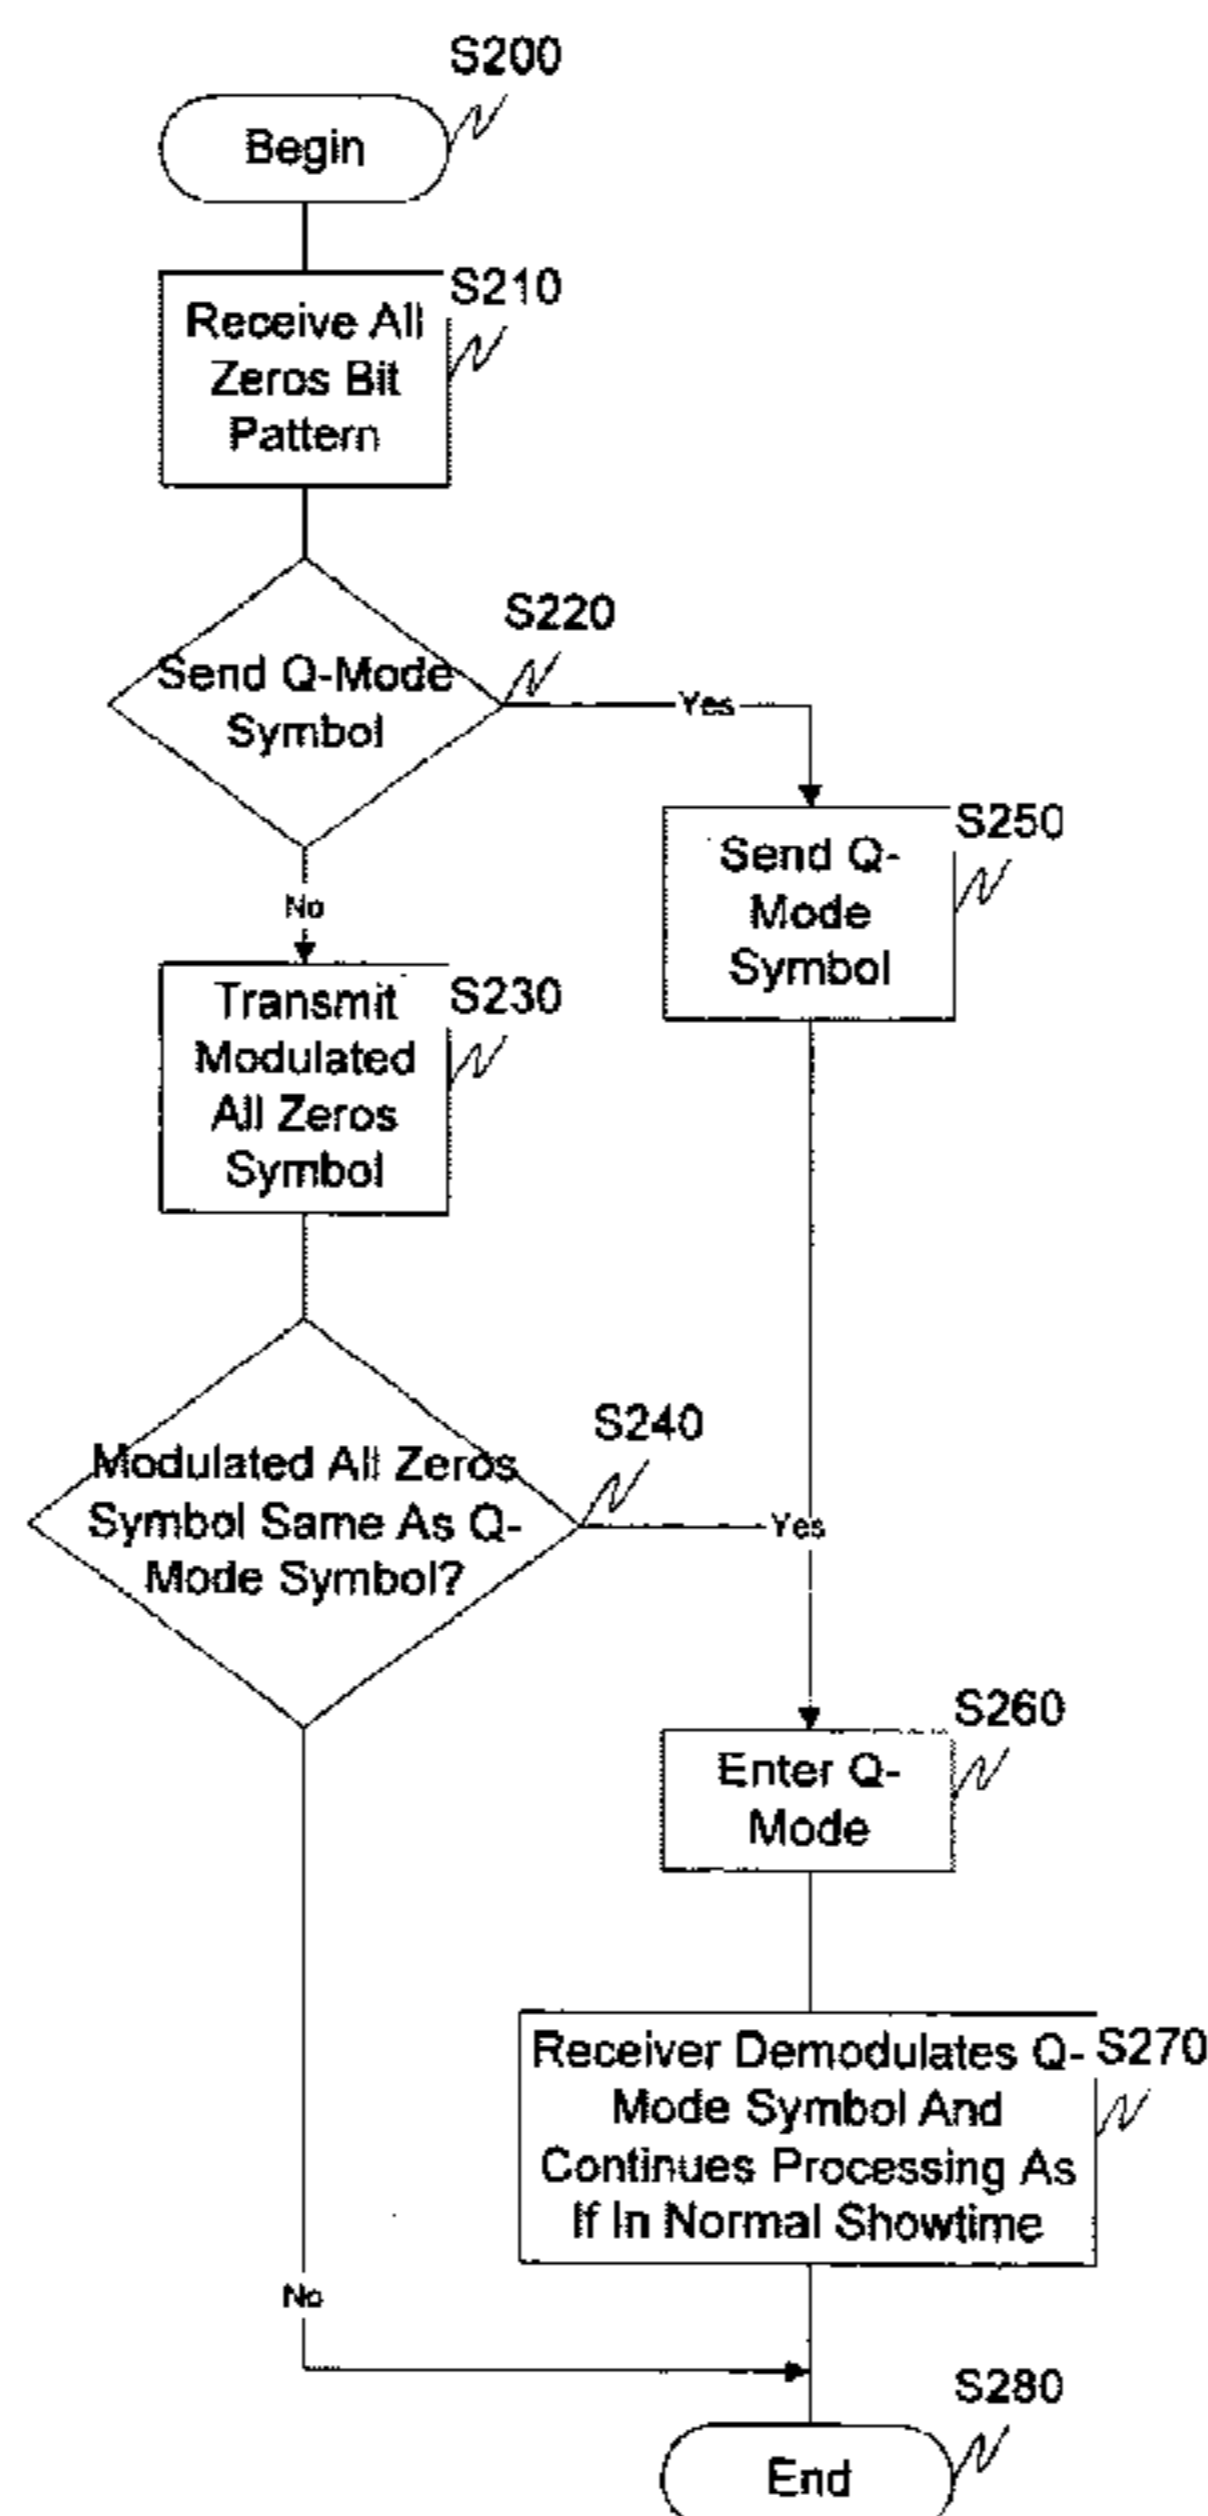 S200
Begin
S210
Receive All
Zeros Bit
Pattern
S220
Send Q-Mode
Symbol
Yes
No
S250
Send Q-
Mode
Symbol
S230
Transmit
Modulated
All Zeros
Symbol
S240
Modulated All Zeros
Symbol Same As Q-
Mode Symbol?
Yes
S260
Enter Q-
Mode
S270
Receiver Demodulates Q-
Mode Symbol And
Continues Processing As
If In Normal Showtime
No
S280
End